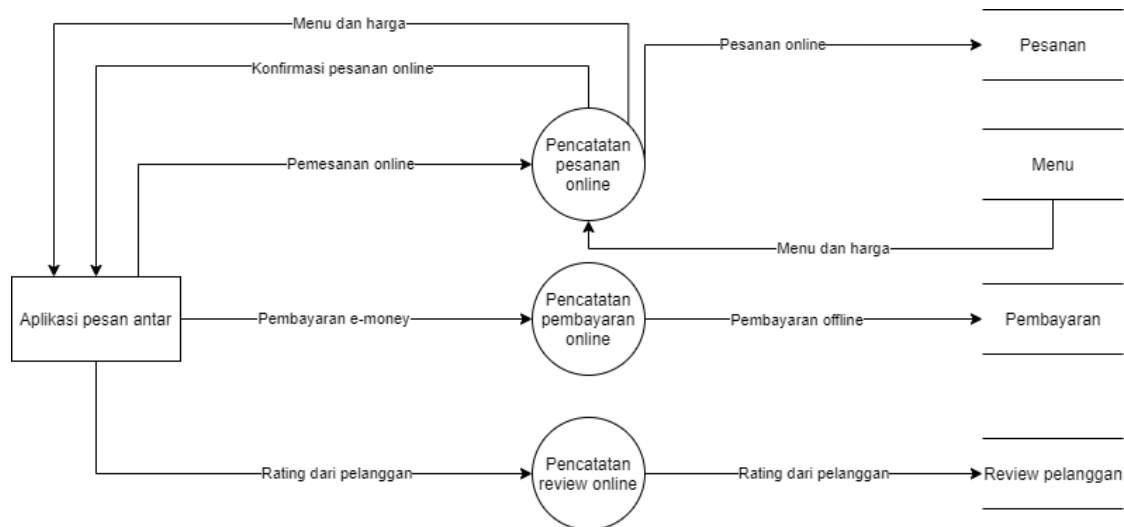 Menu dan harga
Pesanan online
Pesanan
Konfirmasi pesanan online
Pencatatan
pesanan
online
Pemesanan online
Menu
Menu dan harga
Aplikasi pesan antar
Pembayaran e-money
Pencatatan
pembayaran
online
Pembayaran offline
Pembayaran
Rating dari pelanggan
Pencatatan
review online
Rating dari pelanggan
Review pelanggan